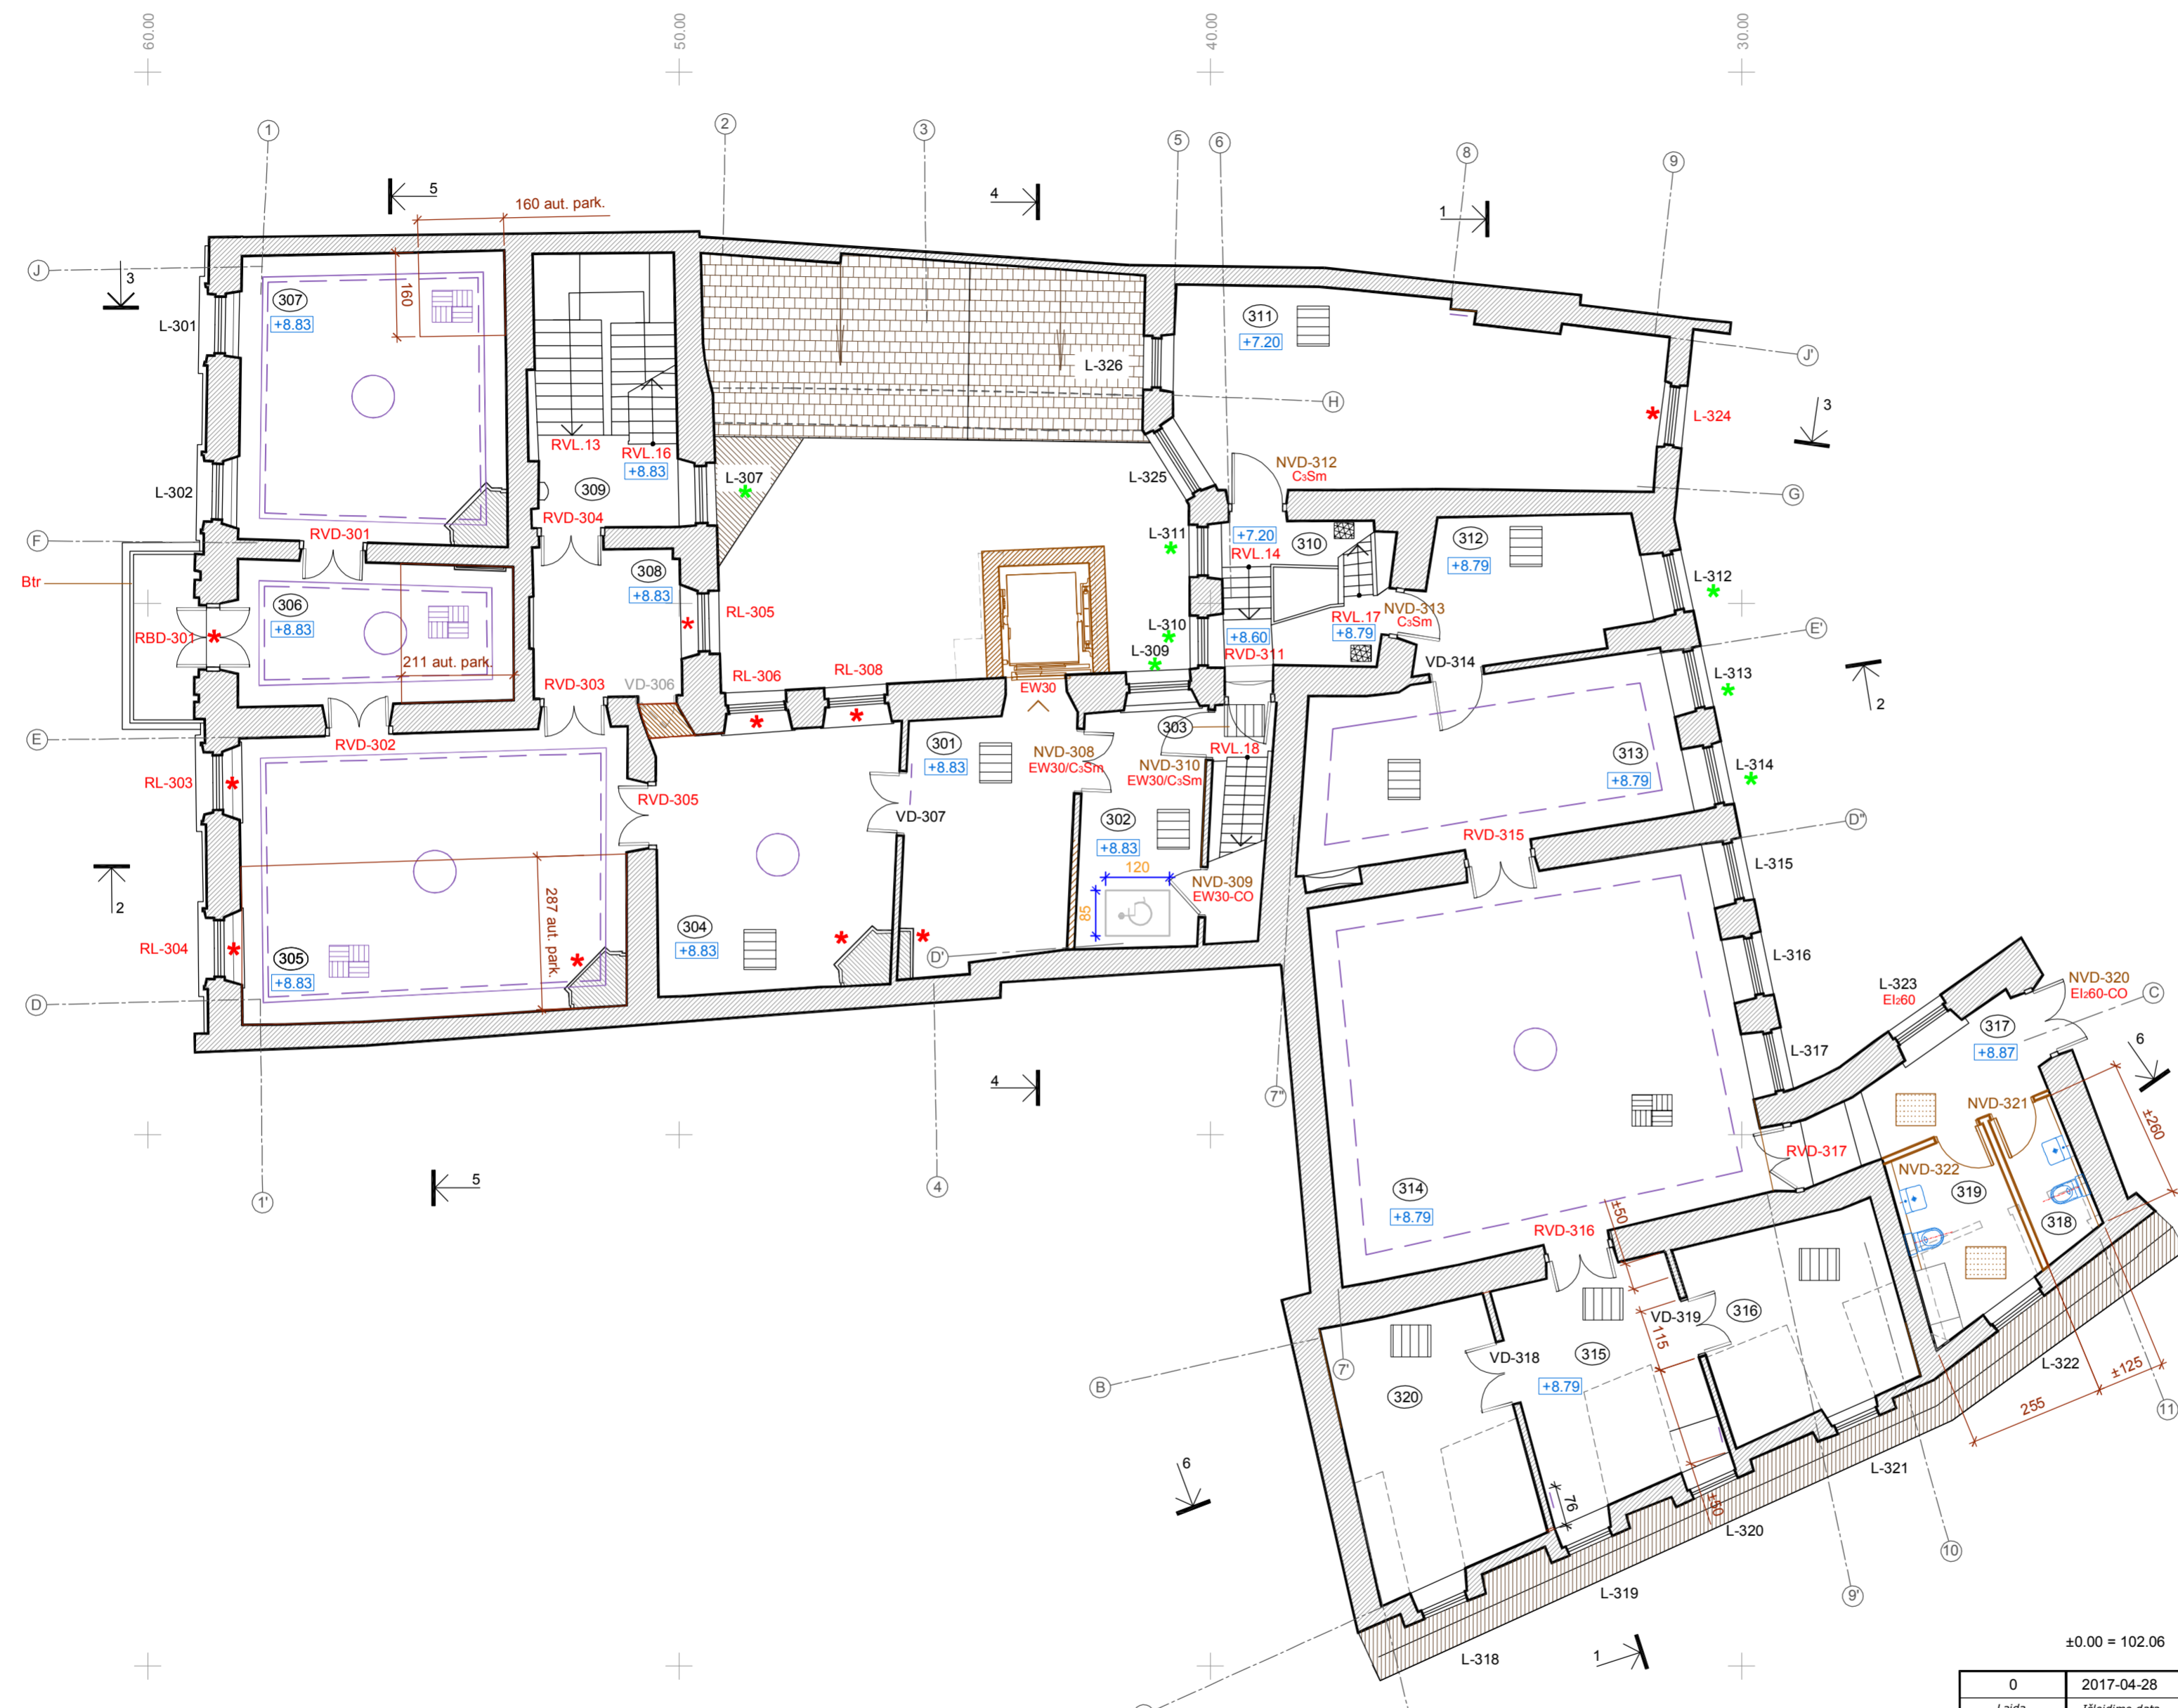 60.00
50.00
40.00
30.00
1
2
3
5
6
8
9
5
160 aut. park.
4
1
J
3
307
+8.83
160
L-301
311
+7.20
J'
L-326
H
3
L-324
RVL.13
RVL.16
+8.83
L-307
L-325
NVD-312
C3Sm
L-302
309
G
RVD-304
RVD-301
F
L-311
+7.20
310
RVL.14
312
+8.79
Btr
308
+8.83
L-312
306
+8.83
RL-305
RVL.17
+8.79
NVD-313
C3Sm
RBD-301
L-310
+8.60
L-309
RVD-311
E'
211 aut. park.
RVD-303
VD-306
RL-306
RL-308
EW30
VD-314
L-313
2
E
RVD-302
303
301
+8.83
NVD-308
EW30/C3Sm
NVD-310
EW30/C3Sm
RVL.18
313
+8.79
L-314
RL-303
RVD-305
VD-307
302
+8.83
120
RVD-315
D"
L-315
2
NVD-309
EW30-CO
85
287 aut. park.
304
+8.83
RL-304
305
+8.83
D'
L-316
D
L-323
EI260
NVD-320
EI260-CO
C
317
+8.87
L-317
6
4
7"
NVD-321
±260
RVD-317
NVD-322
319
318
5
1'
4
314
+8.79
±50
RVD-316
316
VD-319
115
315
+8.79
VD-318
7'
B
320
L-322
±125
255
11
6
L-321
76
±50
L-320
10
9'
L-319
1
L-318
±0.00 = 102.06
0
2017-04-28